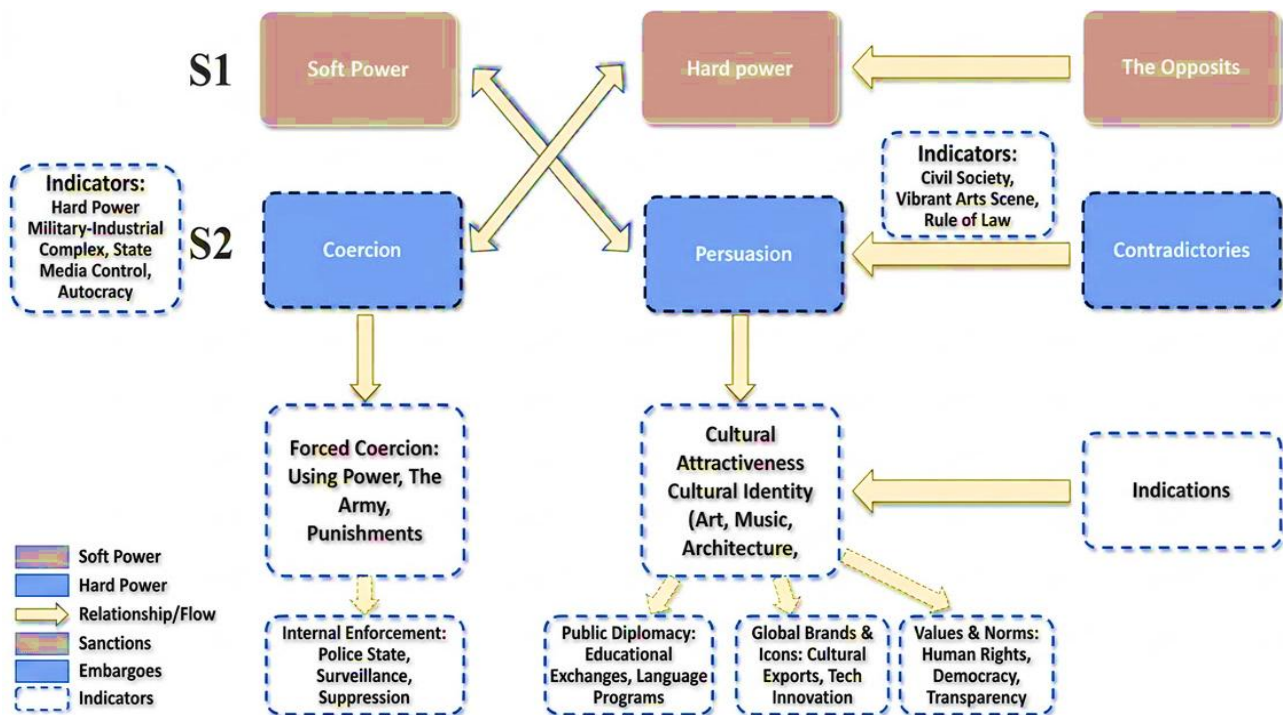 S1
Soft Power
Hard power
The Opposits
Indicators:
Civil Society,
Vibrant Arts Scene,
Rule of Law
Indicators:
Hard Power
Military-Industrial
Complex, State
Media Control,
Autocracy
S2
Coercion
Persuasion
Contradictories
Forced Coercion:
Using Power, The
Army,
Punishments
Cultural
Attractiveness
Cultural Identity
(Art, Music,
Architecture,
Indications
Soft Power
Hard Power
Relationship/Flow
Sanctions
Embargoes
Indicators
Internal Enforcement:
Police State,
Surveillance,
Suppression
Public Diplomacy:
Educational
Exchanges, Language
Programs
Global Brands &
Icons: Cultural
Exports, Tech
Innovation
Values & Norms:
Human Rights,
Democracy,
Transparency